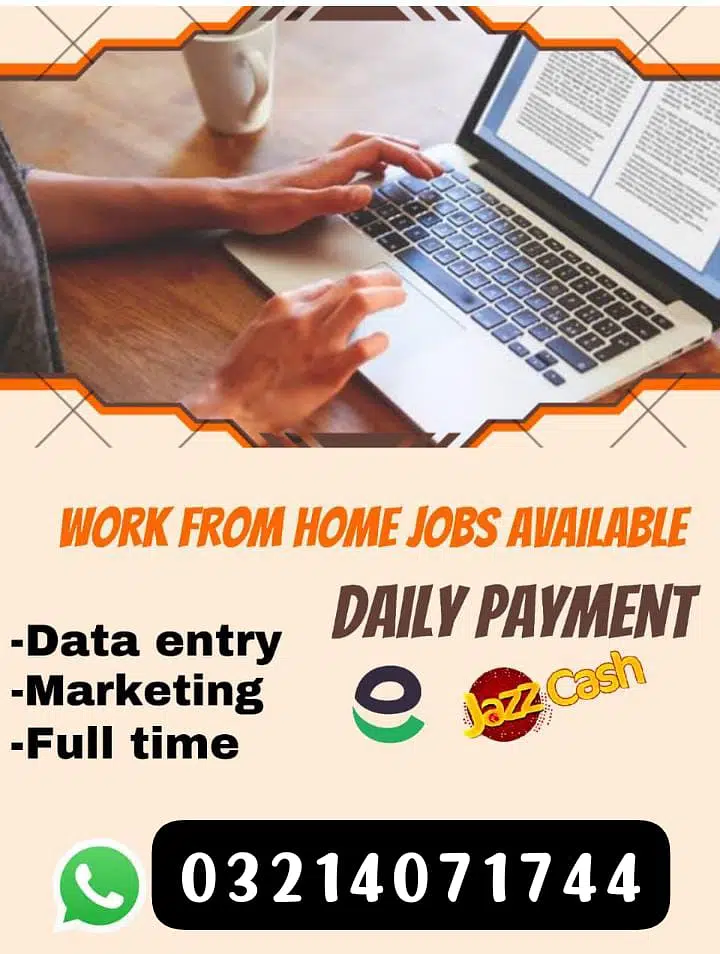 WORK FROM HOME JOBS AVAILABLE
DAILY PAYMENT
-Data entry
-Marketing
-Full time
e
Jazz Cash
03214071744